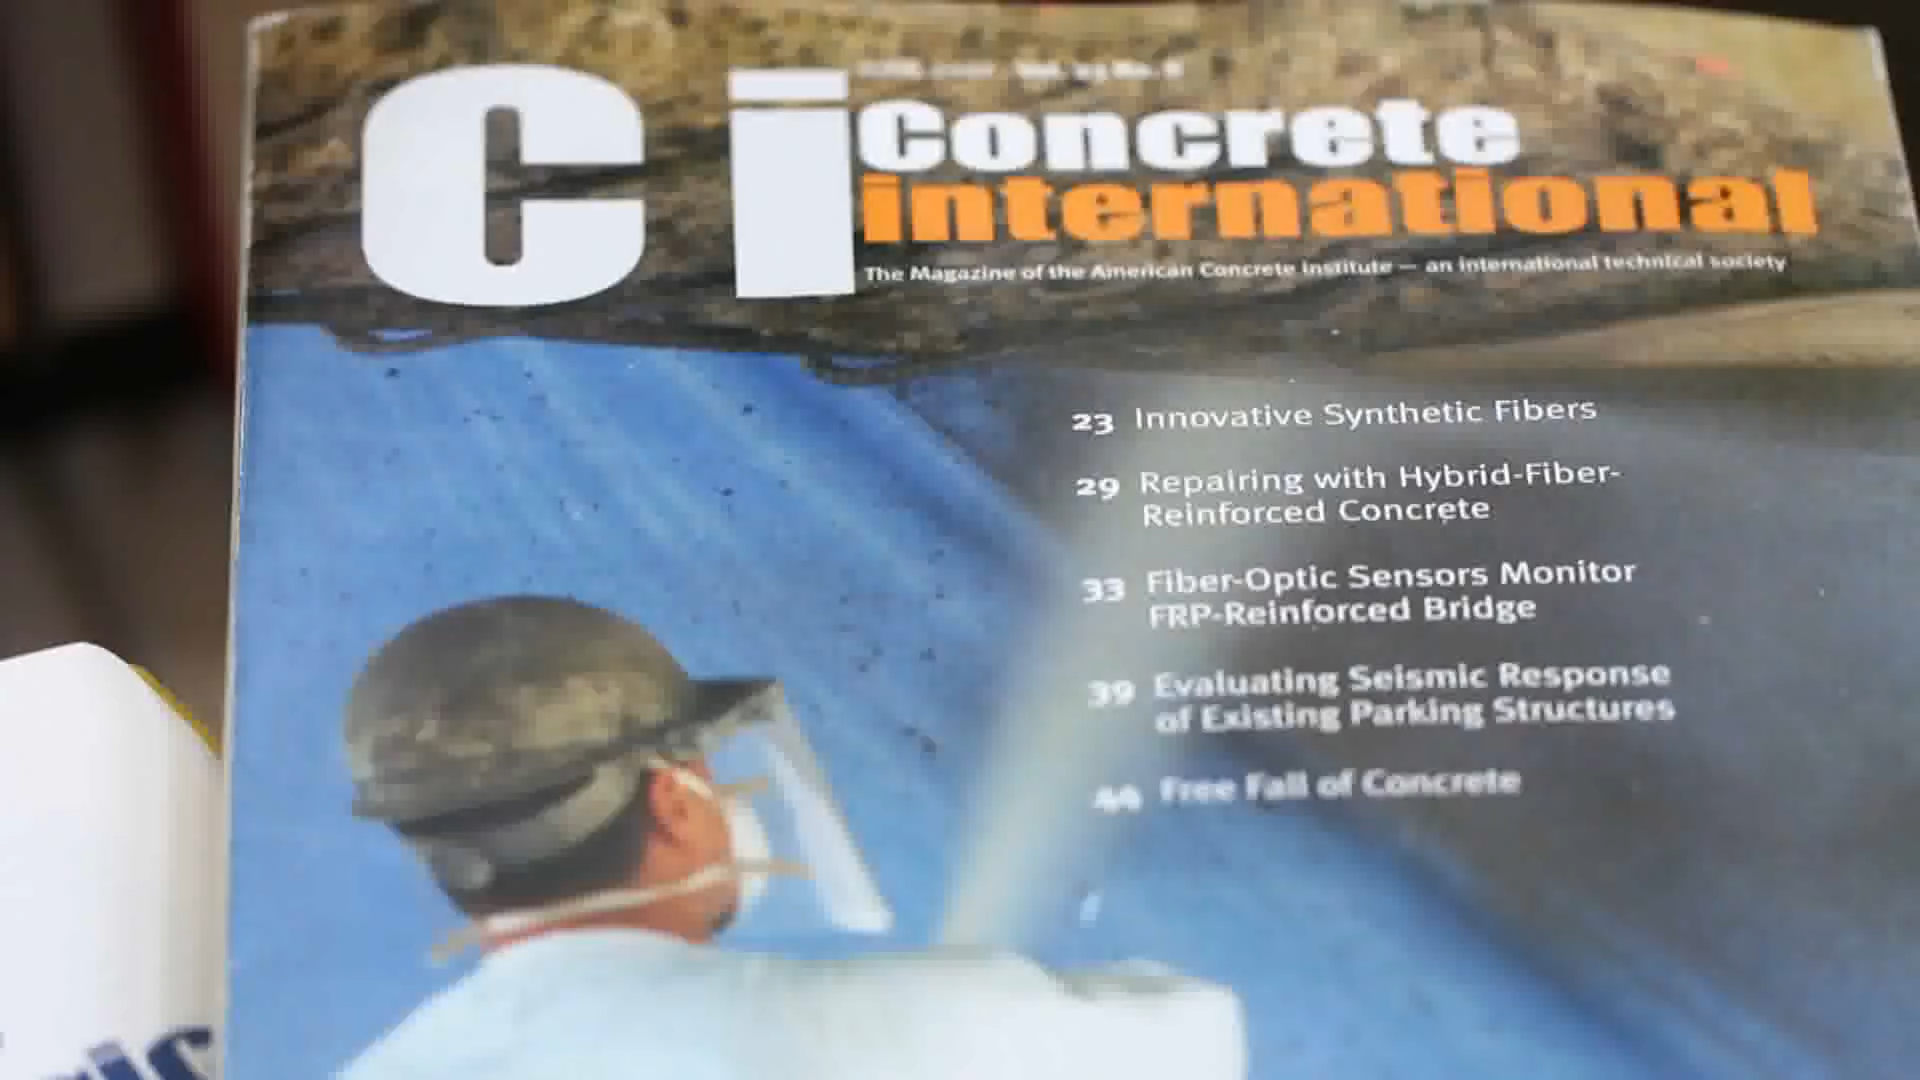 ci
Concrete
international
The Magazine of the American Concrete Institute — an international technical society
23 Innovative Synthetic Fibers
29 Repairing with Hybrid-Fiber-
Reinforced Concrete
33 Fiber-Optic Sensors Monitor
FRP-Reinforced Bridge
39 Evaluating Seismic Response
of Existing Parking Structures
44 Free Fall of Concrete